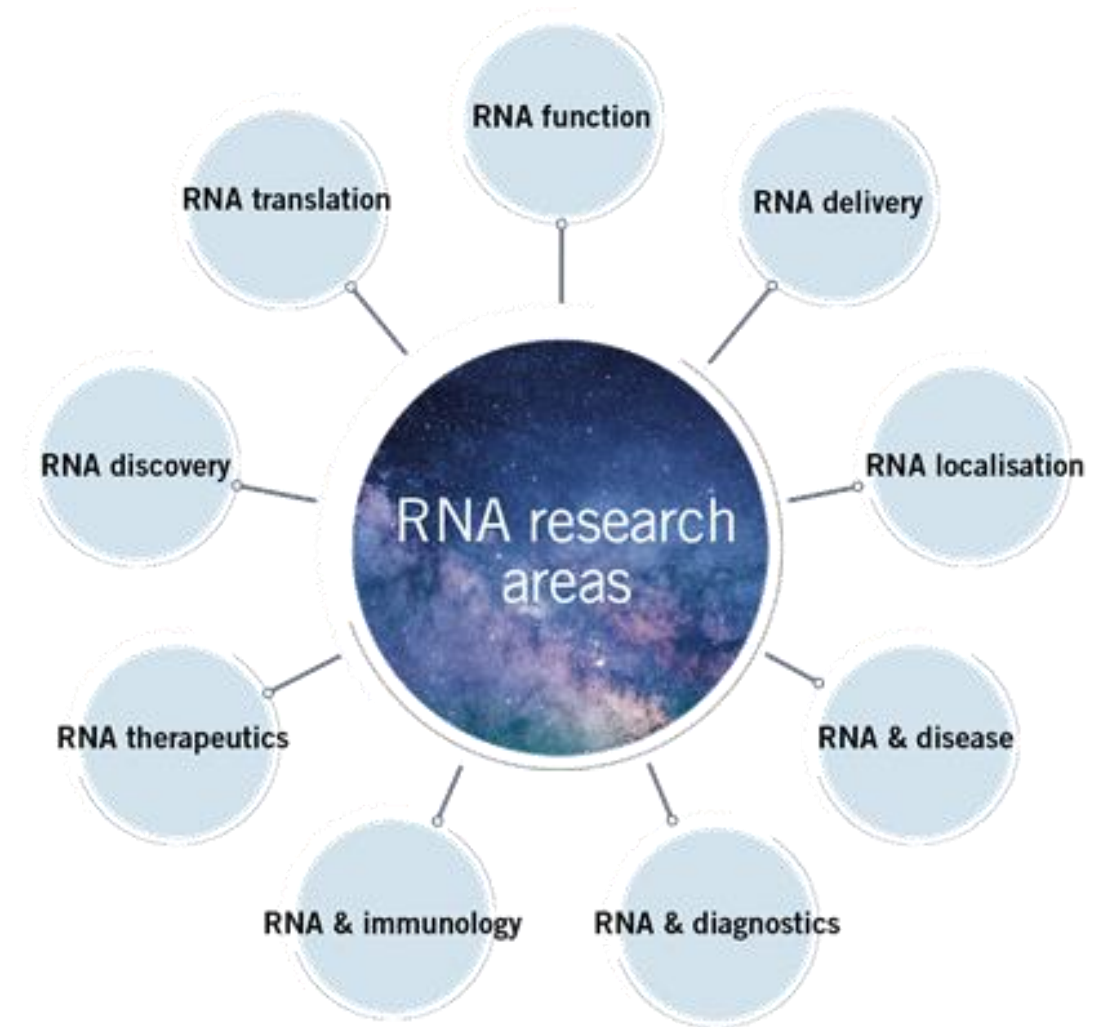 RNA function
RNA translation
RNA delivery
RNA discovery
RNA localisation
RNA research
areas
RNA therapeutics
RNA & disease
RNA & immunology
RNA & diagnostics